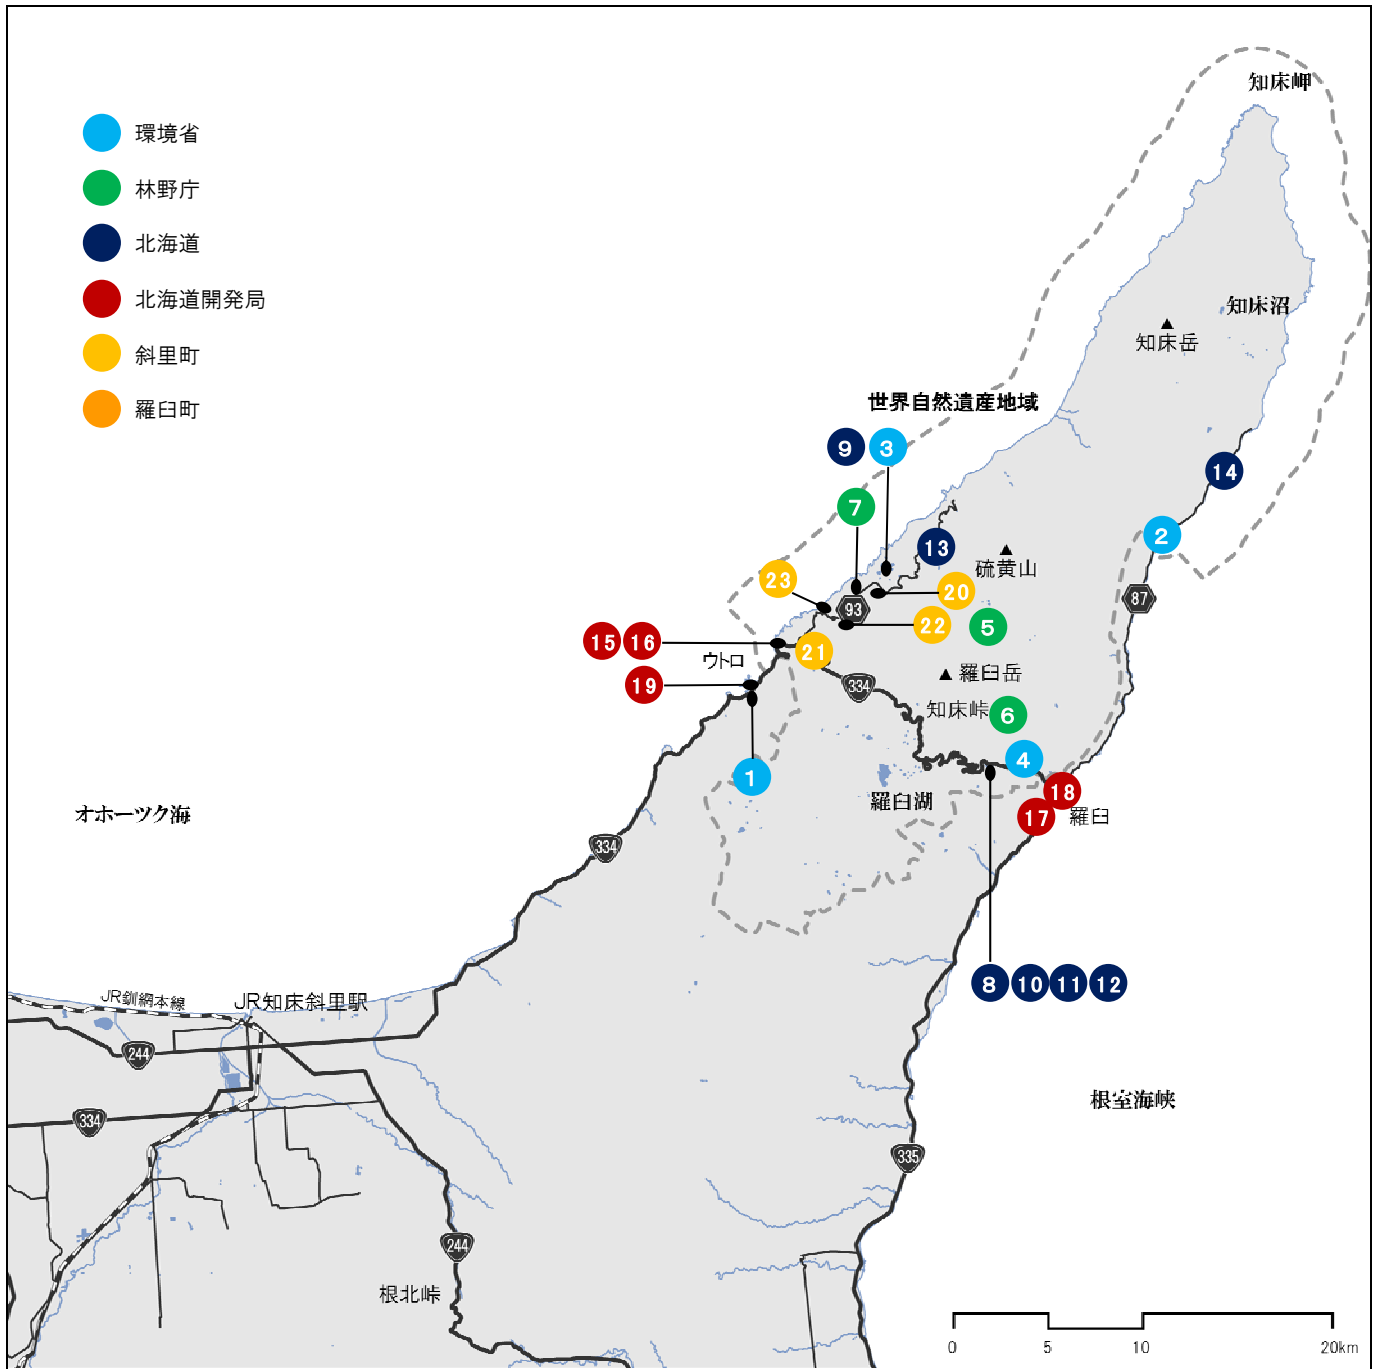 知床岬
環境省
林野庁
北海道
北海道開発局
斜里町
羅臼町
知床沼
知床岳
世界自然遺産地域
9 3
14
7
2
13
硫黄山
23
20
93
87
22 5
15 16
21
ウトロ
羅臼岳
19
334
知床峠 6
4
1
18
羅臼湖
17 羅臼
オホーツク海
334
8 10 11 12
JR釧網本線
JR知床斜里駅
244
根室海峡
334
335
244
根北峠
0 5 10 20km